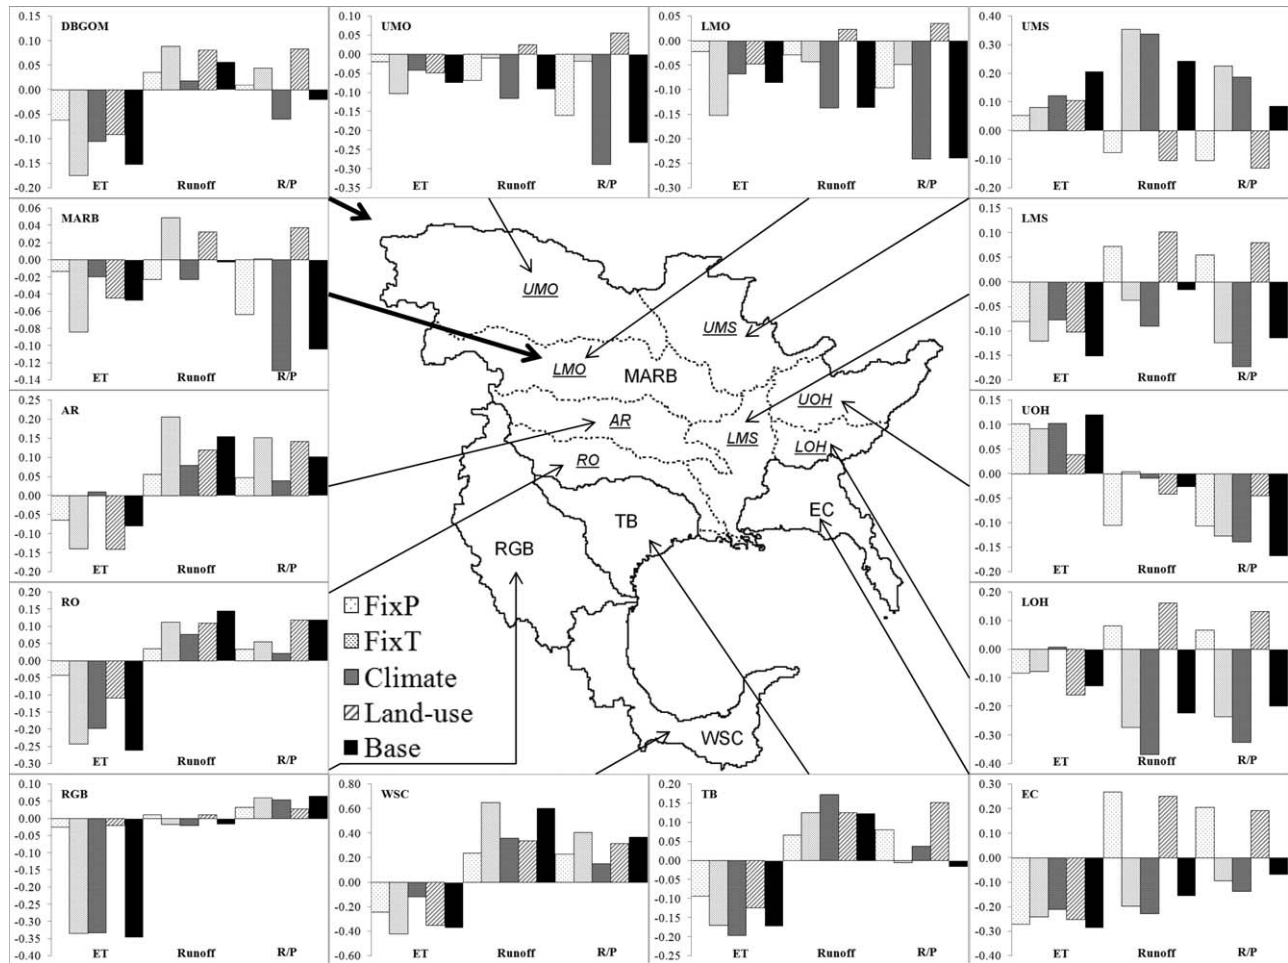 DBGOM
0.15
0.10
0.05
0.00
-0.05
-0.10
-0.15
-0.20
ET Runoff R/P
UMO
0.10
0.05
0.00
-0.05
-0.10
-0.15
-0.20
-0.25
-0.30
-0.35
ET Runoff R/P
LMO
0.05
0.00
-0.05
-0.10
-0.15
-0.20
-0.25
-0.30
ET Runoff R/P
UMS
0.40
0.30
0.20
0.10
0.00
-0.10
-0.20
ET Runoff R/P
MARB
0.06
0.04
0.02
0.00
-0.02
-0.04
-0.06
-0.08
-0.10
-0.12
-0.14
ET Runoff R/P
LMS
0.15
0.10
0.05
0.00
-0.05
-0.10
-0.15
-0.20
ET Runoff R/P
AR
0.25
0.20
0.15
0.10
0.05
0.00
-0.05
-0.10
-0.15
-0.20
ET Runoff R/P
UOH
0.15
0.10
0.05
0.00
-0.05
-0.10
-0.15
-0.20
ET Runoff R/P
RO
0.20
0.15
0.10
0.05
0.00
-0.05
-0.10
-0.15
-0.20
-0.25
-0.30
ET Runoff R/P
LOH
0.20
0.10
0.00
-0.10
-0.20
-0.30
-0.40
ET Runoff R/P
UMO
UMS
LMO
MARB
UOH
AR
LMS
LOH
RO
TB
EC
RGB
WSC
FixP
FixT
Climate
Land-use
Base
RGB
0.10
0.05
0.00
-0.05
-0.10
-0.15
-0.20
-0.25
-0.30
-0.35
-0.40
ET Runoff R/P
WSC
0.80
0.60
0.40
0.20
0.00
-0.20
-0.40
-0.60
ET Runoff R/P
TB
0.20
0.15
0.10
0.05
0.00
-0.05
-0.10
-0.15
-0.20
-0.25
ET Runoff R/P
EC
0.30
0.20
0.10
0.00
-0.10
-0.20
-0.30
-0.40
ET Runoff R/P